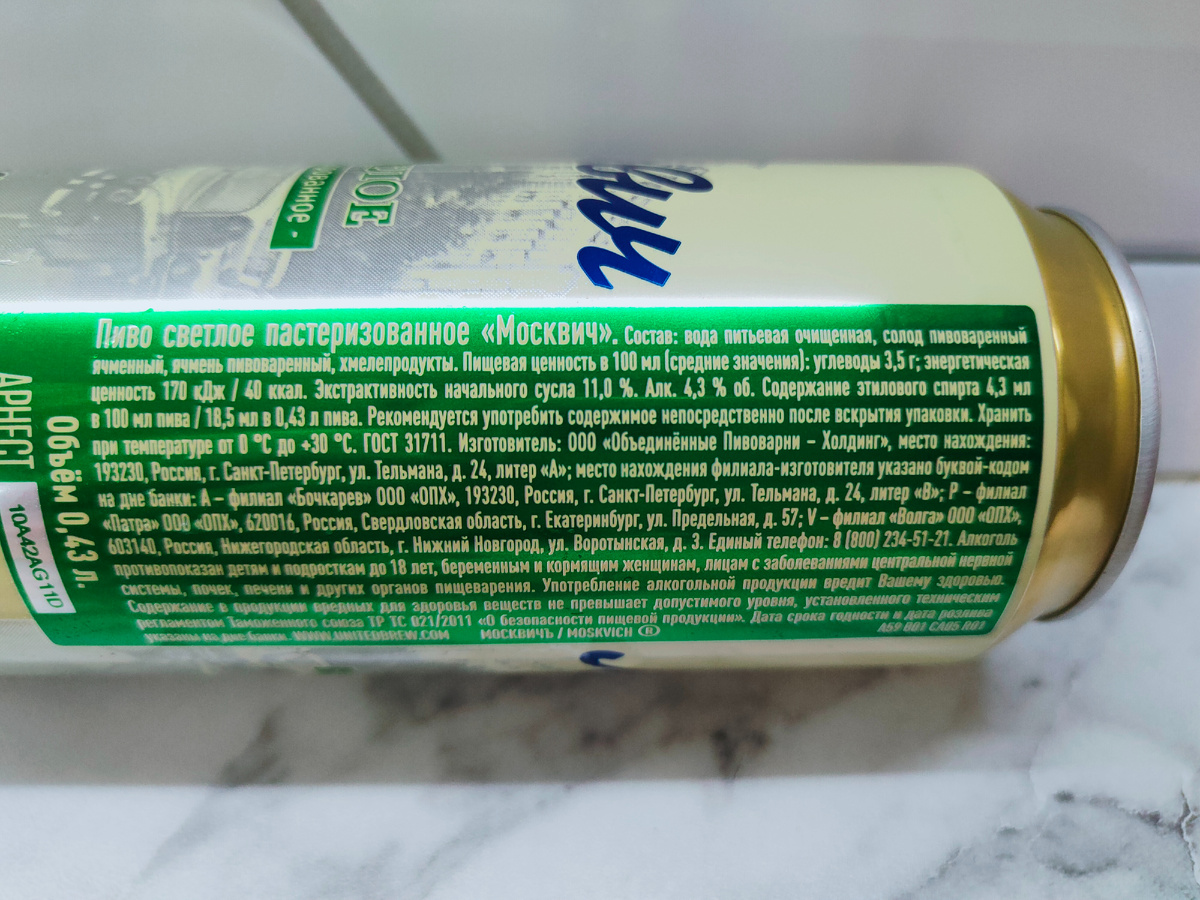 Пиво светлое пастеризованное «Москвич». Состав: вода питьевая очищенная, солод пивоваренный
ячменный, ячмень пивоваренный, хмелепродукты. Пищевая ценность в 100 мл (средние значения): углеводы 3,5 г; энергетическая
ценность 170 кДж / 40 ккал. Экстрактивность начального сусла 11,0 %. Алк. 4,3 % об. Содержание этилового спирта 4,3 мл
в 100 мл пива / 18,5 мл в 0,43 л пива. Рекомендуется употребить содержимое непосредственно после вскрытия упаковки. Хранить
при температуре от 0 °С до +30 °С. ГОСТ 31711. Изготовитель: ООО «Объединённые Пивоварни – Холдинг», место нахождения:
193230, Россия, г. Санкт-Петербург, ул. Тельмана, д. 24, литер «А»; место нахождения филиала-изготовителя указано буквой-кодом
на дне банки: А – филиал «Бочкарев» ООО «ОПХ», 193230, Россия, г. Санкт-Петербург, ул. Тельмана, д. 24, литер «В»; Р – филиал
«Патра» ООО «ОПХ», 620016, Россия, Свердловская область, г. Екатеринбург, ул. Предельная, д. 57; V – филиал «Волга» ООО «ОПХ»,
603140, Россия, Нижегородская область, г. Нижний Новгород, ул. Воротынская, д. 3. Единый телефон: 8 (800) 234-51-21. Алкоголь
противопоказан детям и подросткам до 18 лет, беременным и кормящим женщинам, лицам с заболеваниями центральной нервной
системы, почек, печени и других органов пищеварения. Употребление алкогольной продукции вредит Вашему здоровью.
Содержание в продукции вредных для здоровья веществ не превышает допустимого уровня, установленного техническим
регламентом Таможенного союза ТР ТС 021/2011 «О безопасности пищевой продукции». Дата срока годности и дата розлива
указаны на дне банки. WWW.UNITEDBREW.COM МОСКВИЧЪ / MOSKVICH ®
A59 001 CA05 R01
Объём 0,43 л.
АРНЕСТ
10A42AG11D